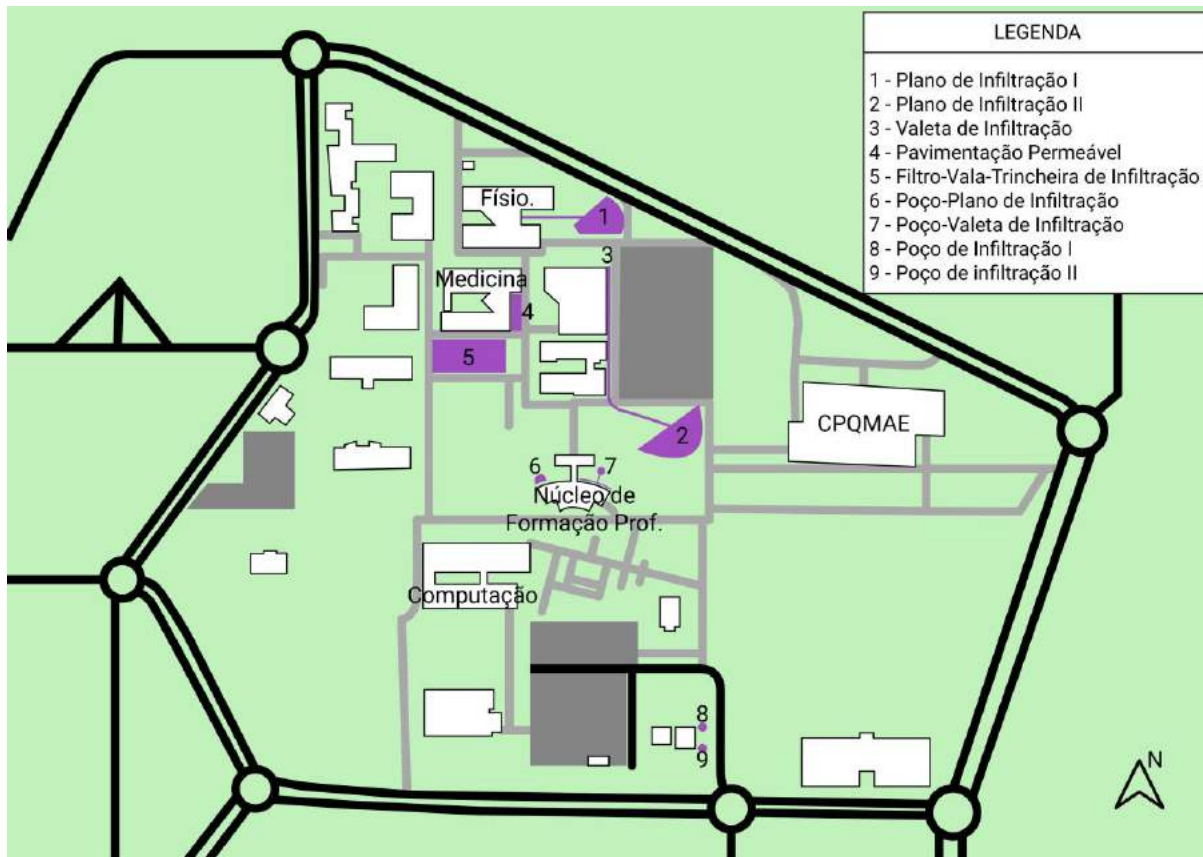 LEGENDA
1 - Plano de Infiltração I
2 - Plano de Infiltração II
3 - Valeta de Infiltração
4 - Pavimentação Permeável
5 - Filtro-Vala-Trincheira de Infiltração
6 - Poço-Plano de Infiltração
7 - Poço-Valeta de Infiltração
8 - Poço de Infiltração I
9 - Poço de infiltração II
Físio.
1
3
Medicina
4
5
2
CPQMAE
6
7
Núcleo de
Formação Prof.
Computação
8
9
N